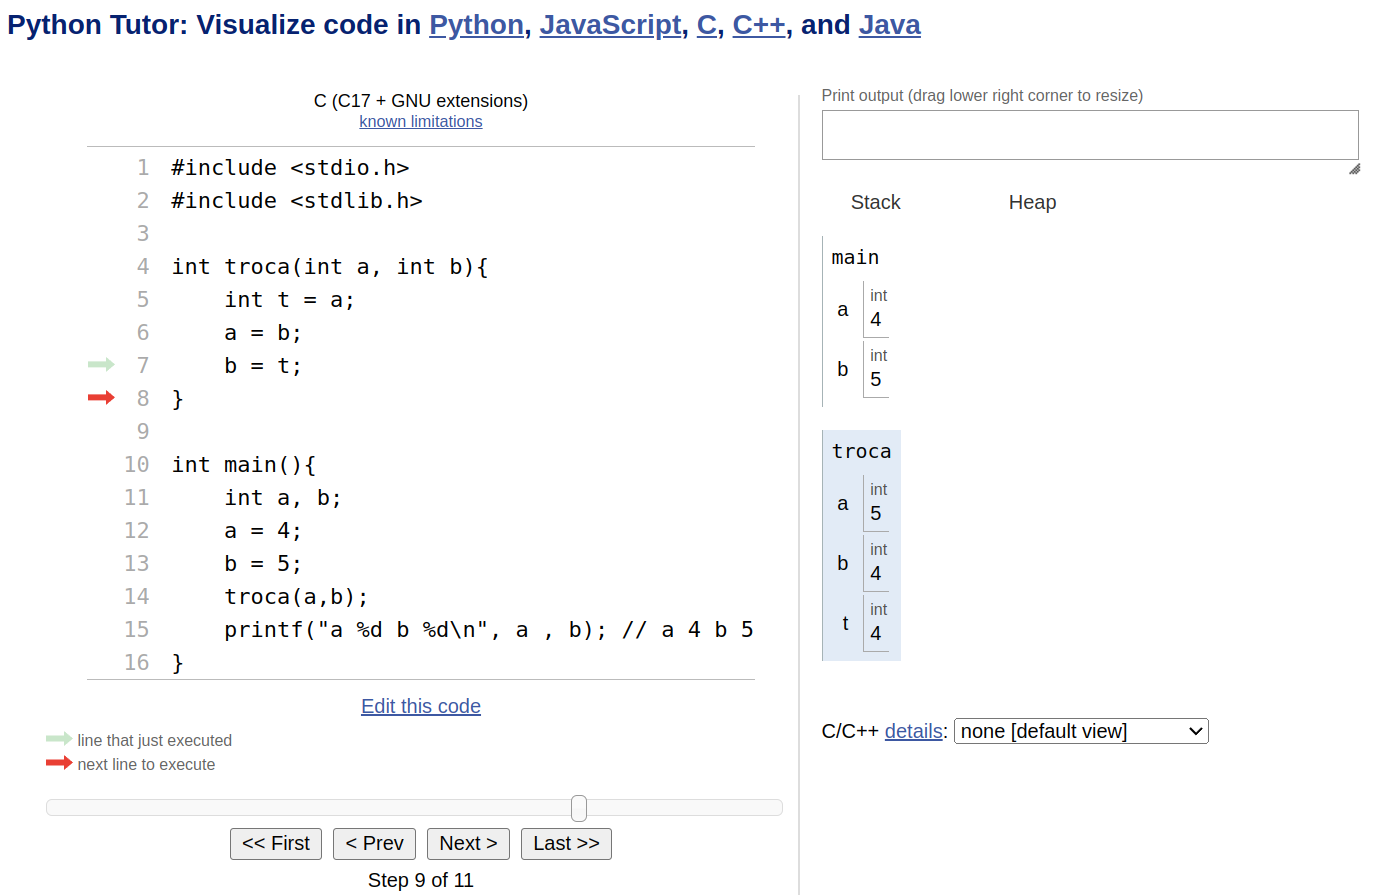 Python Tutor: Visualize code in Python, JavaScript, C, C++, and Java
C (C17 + GNU extensions)
known limitations
1 #include <stdio.h>
2 #include <stdlib.h>
3
4 int troca(int a, int b){
5     int t = a;
6     a = b;
7     b = t;
8 }
9
10 int main(){
11     int a, b;
12     a = 4;
13     b = 5;
14     troca(a,b);
15     printf("a %d b %d\n", a , b); // a 4 b 5
16 }
Edit this code
line that just executed
next line to execute
<< First
< Prev
Next >
Last >>
Step 9 of 11
Print output (drag lower right corner to resize)
Stack Heap
main
int
a 4
int
b 5
troca
int
a 5
int
b 4
int
t 4
C/C++ details: none [default view]